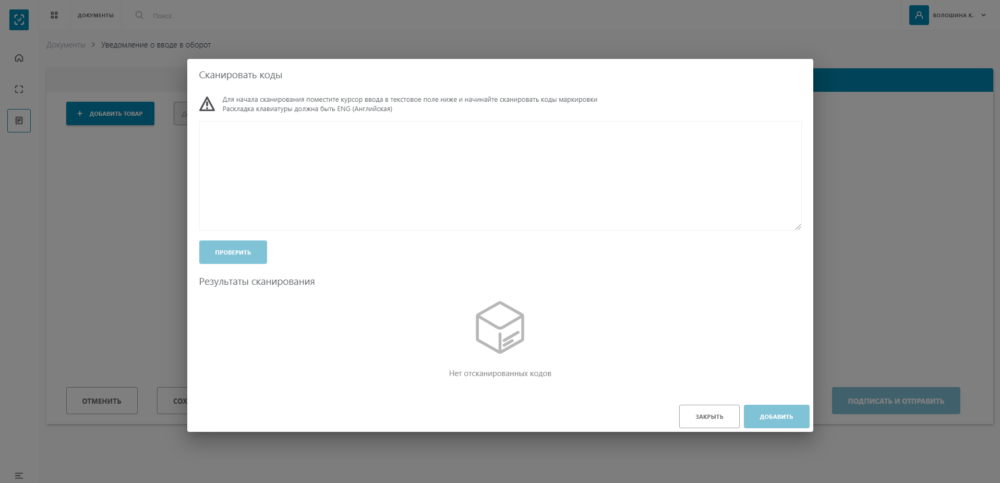 ДОКУМЕНТЫ
Поиск
ВОЛОШИНА К.
Документы > Уведомление о вводе в оборот
Сканировать коды
Для начала сканирования поместите курсор ввода в текстовое поле ниже и начинайте сканировать коды маркировки
Раскладка клавиатуры должна быть ENG (Английская)
+ ДОБАВИТЬ ТОВАР
ПРОВЕРИТЬ
Результаты сканирования
Нет отсканированных кодов
ОТМЕНИТЬ
СОХ
ПОДПИСАТЬ И ОТПРАВИТЬ
ЗАКРЫТЬ
ДОБАВИТЬ